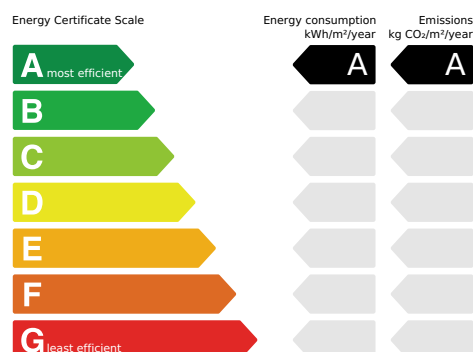 Energy Certificate Scale
Energy consumption
kWh/m²/year
Emissions
kg CO₂/m²/year
A most efficient
A
A
B
C
D
E
F
G least efficient